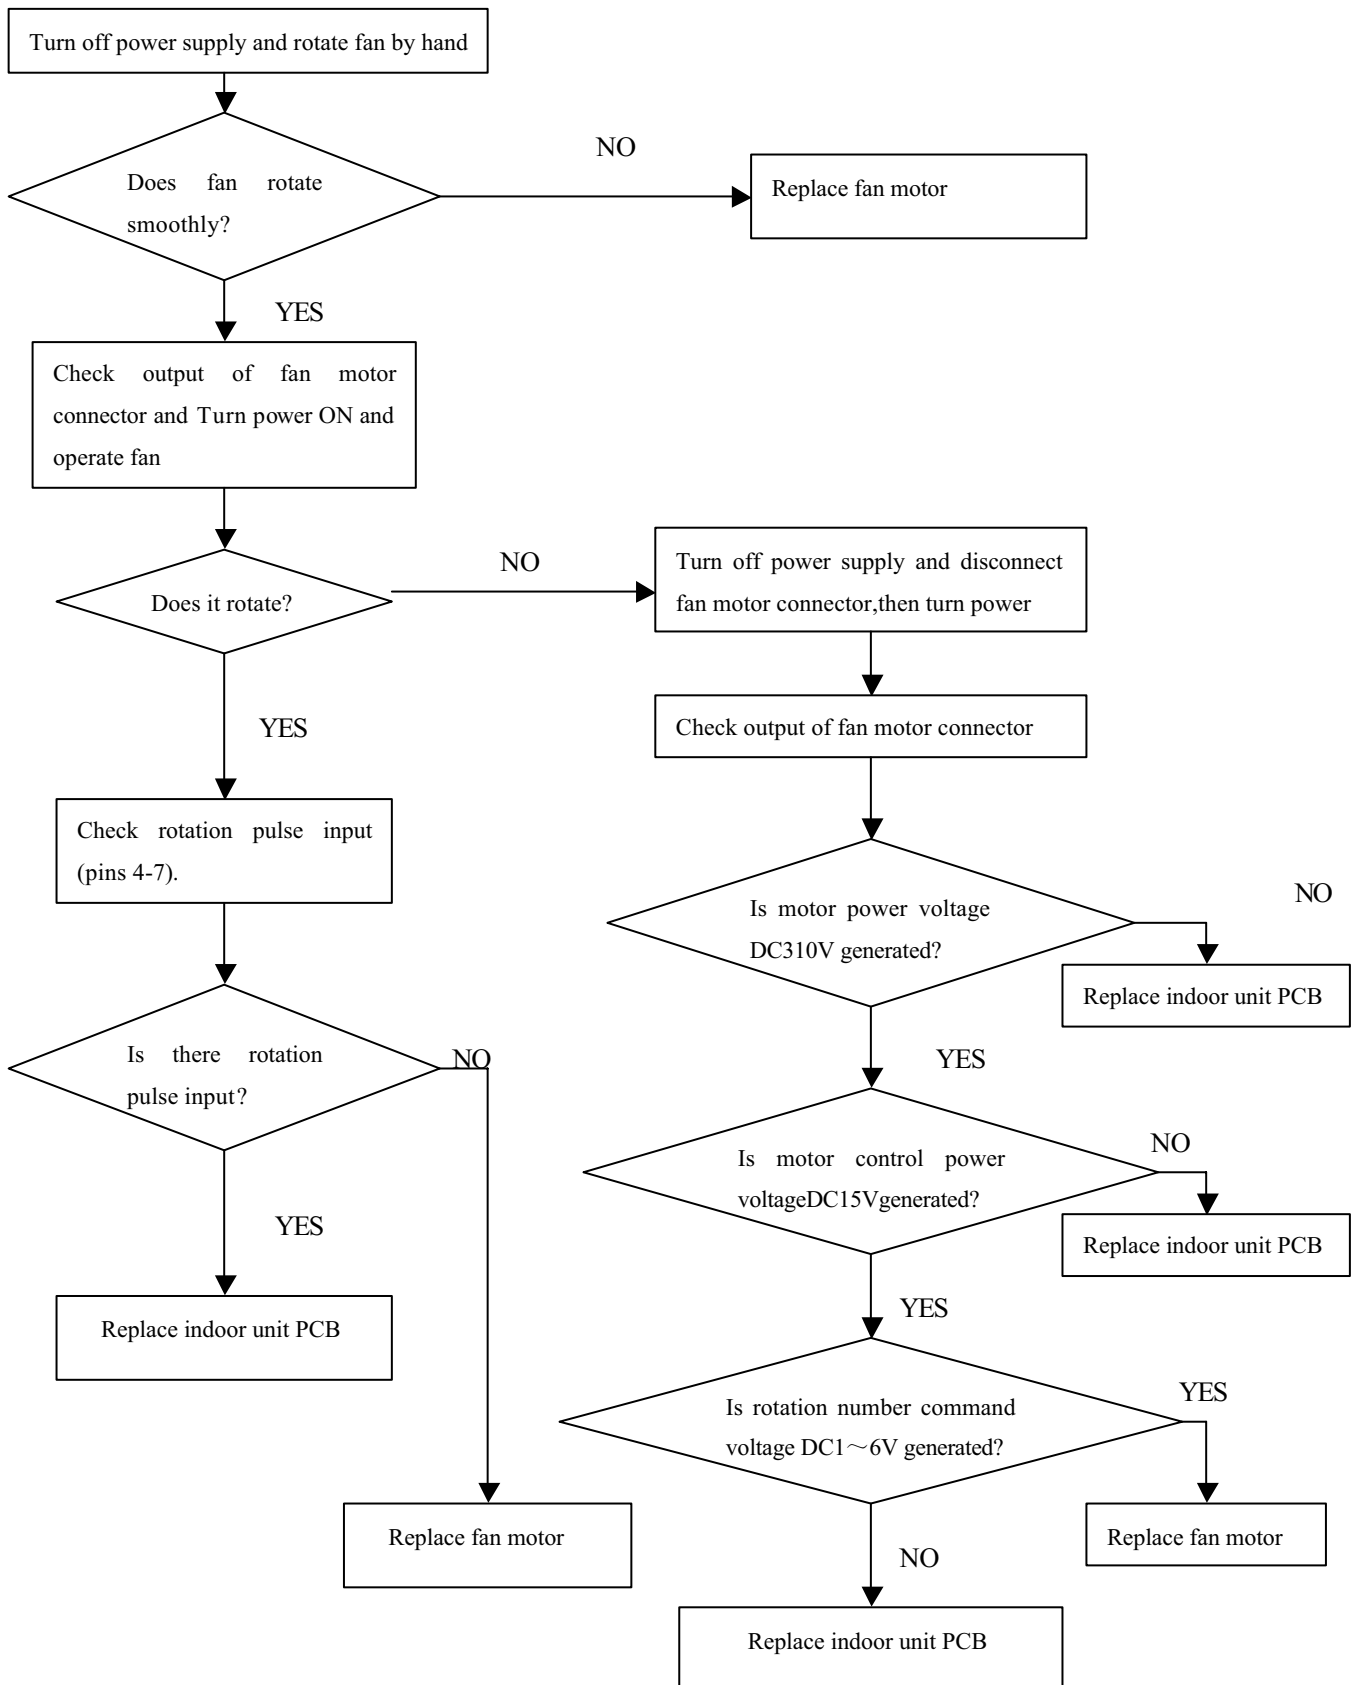 Turn off power supply and rotate fan by hand
NO
Does fan rotate
smoothly?
Replace fan motor
YES
Check output of fan motor
connector and Turn power ON and
operate fan
NO
Turn off power supply and disconnect
fan motor connector,then turn power
Does it rotate?
YES
Check output of fan motor connector
Check rotation pulse input
(pins 4-7).
NO
Is motor power voltage
DC310V generated?
Replace indoor unit PCB
Is there rotation
pulse input?
NO
YES
NO
Is motor control power
voltageDC15Vgenerated?
YES
Replace indoor unit PCB
YES
Replace indoor unit PCB
YES
Is rotation number command
voltage DC1～6V generated?
Replace fan motor
Replace fan motor
NO
Replace indoor unit PCB